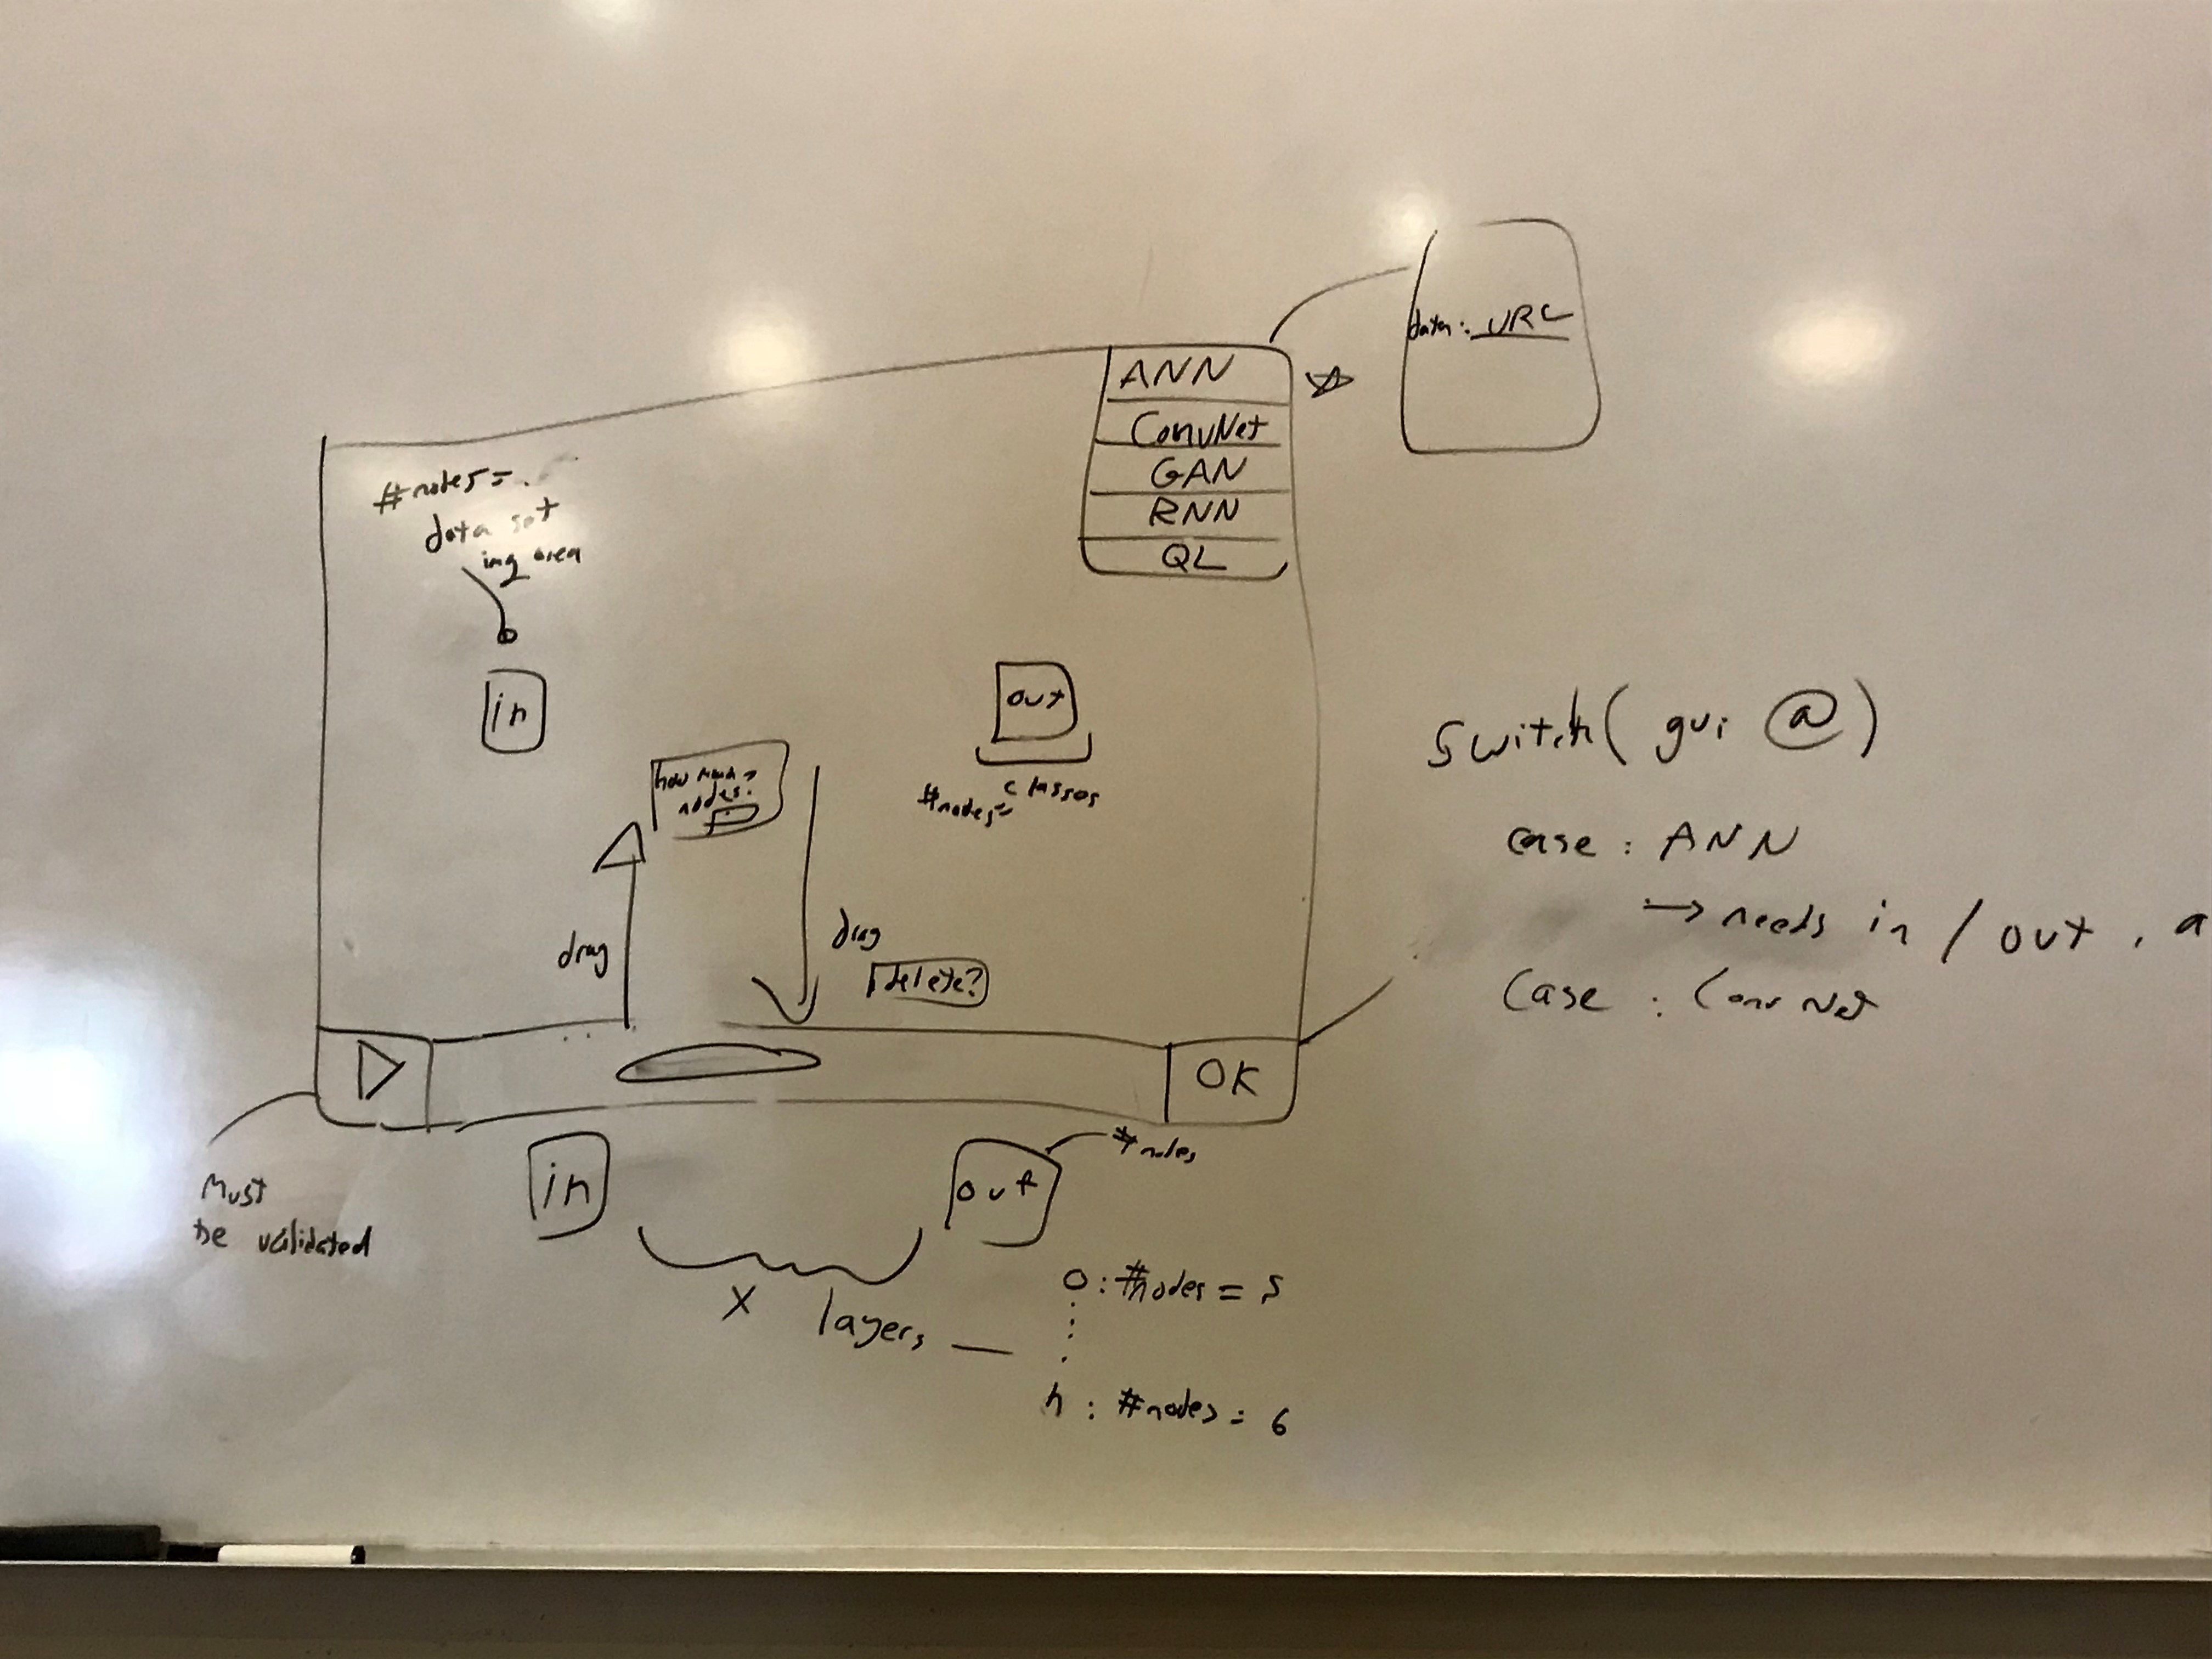 data: URL
ANN
ConvNet
GAN
RNN
QL
#nodes=
data set
img area
in
out
#nodes=
classes
how much
nodes?
drag
drag
delete?
OK
Must
be validated
in
out
#nodes
X layers
0: #nodes = 5
n: #nodes = 6
switch( gui @)
case: ANN
→ needs in / out, a
Case: ConvNet